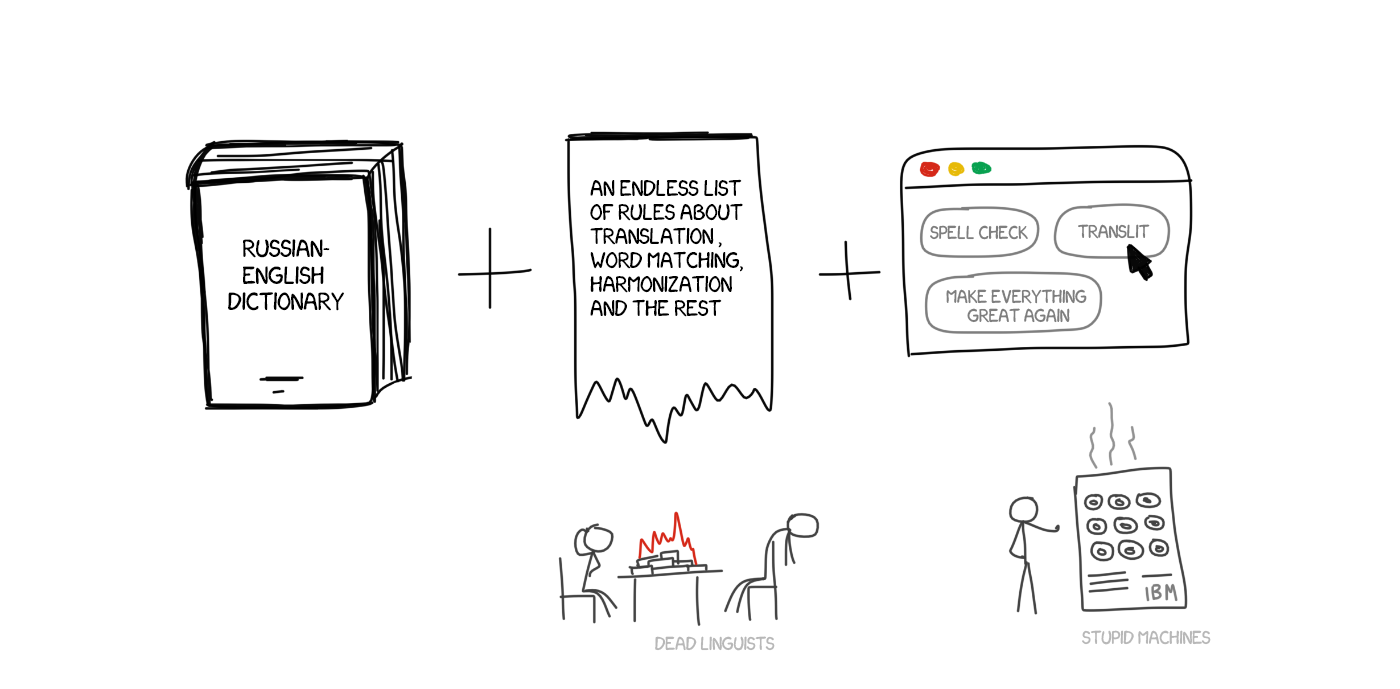 RUSSIAN-
ENGLISH
DICTIONARY
AN ENDLESS LIST
OF RULES ABOUT
TRANSLATION,
WORD MATCHING,
HARMONIZATION
AND THE REST
SPELL CHECK
TRANSLIT
MAKE EVERYTHING
GREAT AGAIN
IBM
DEAD LINGUISTS
STUPID MACHINES